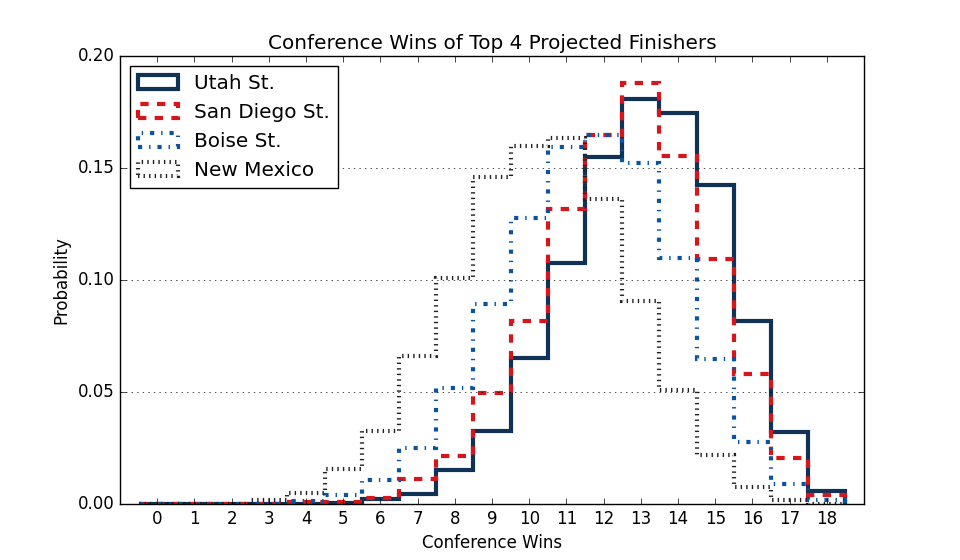 Conference Wins of Top 4 Projected Finishers
0.20
0.15
0.10
0.05
0.00
Probability
Utah St.
San Diego St.
Boise St.
New Mexico
0 1 2 3 4 5 6 7 8 9 10 11 12 13 14 15 16 17 18
Conference Wins